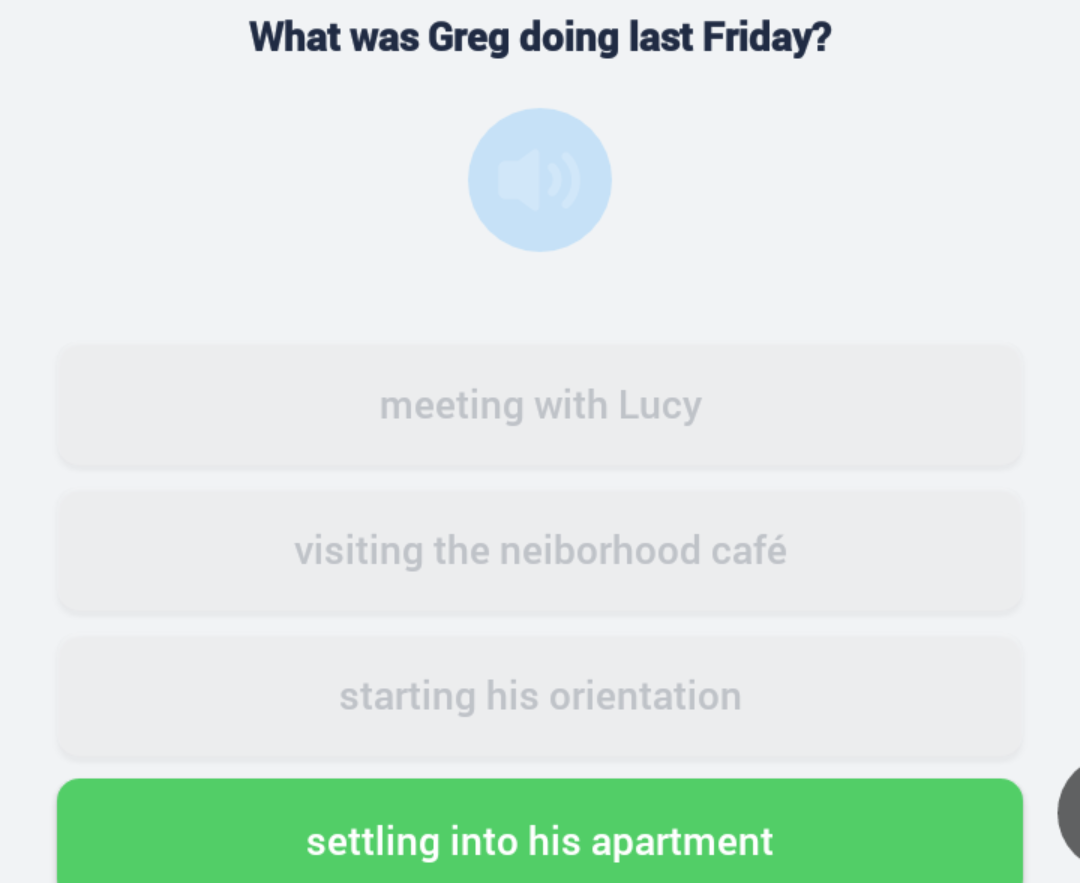 What was Greg doing last Friday?
meeting with Lucy
visiting the neiborhood café
starting his orientation
settling into his apartment